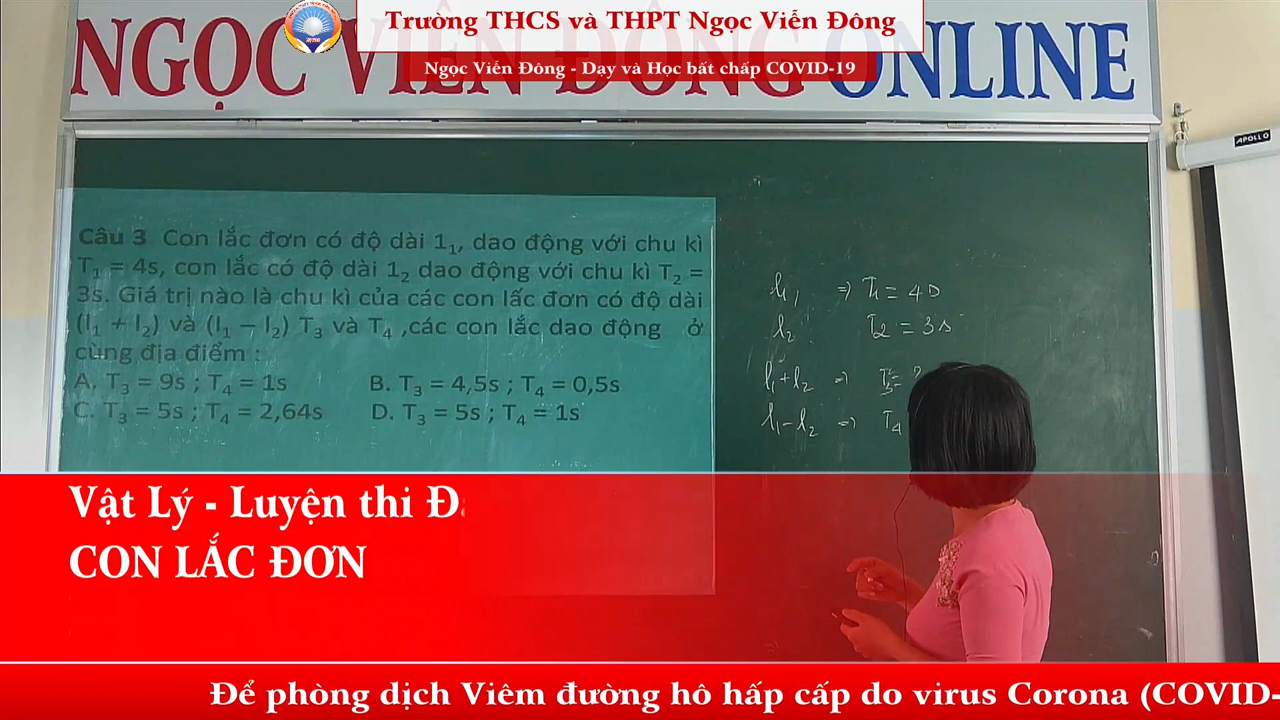 Trường THCS và THPT Ngọc Viễn Đông
NGỌC VIỄN ĐÔNG ONLINE
Ngọc Viễn Đông - Dạy và Học bất chấp COVID-19
APOLLO
Câu 3 Con lắc đơn có độ dài 1₁, dao động với chu kì
T₁ = 4s, con lắc có độ dài 1₂ dao động với chu kì T₂ =
3s. Giá trị nào là chu kì của các con lấc đơn có độ dài
(l₁ + l₂) và (l₁ − l₂) T₃ và T₄ ,các con lắc dao động ở
cùng địa điểm :
A. T₃ = 9s ; T₄ = 1s B. T₃ = 4,5s ; T₄ = 0,5s
C. T₃ = 5s ; T₄ = 2,64s D. T₃ = 5s ; T₄ = 1s
l₁ => T₁ = 4s
l₂ T₂ = 3s
l₁+l₂ => T₃= ?
l₁-l₂ => T₄
Vật Lý - Luyện thi Đ
CON LẮC ĐƠN
Để phòng dịch Viêm đường hô hấp cấp do virus Corona (COVID-